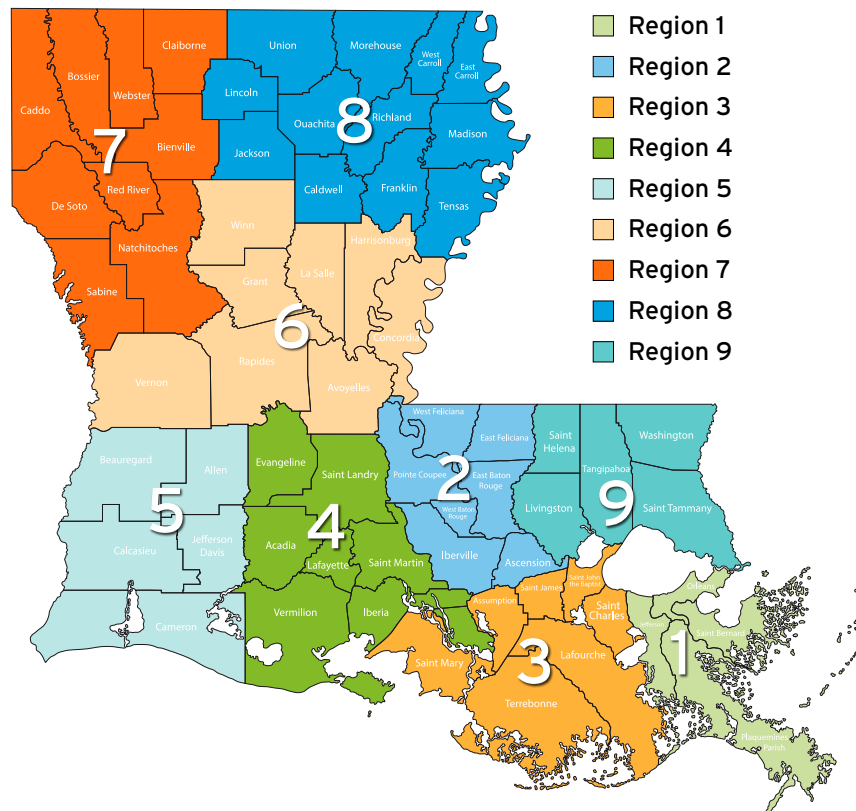 Region 1
Region 2
Region 3
Region 4
Region 5
Region 6
Region 7
Region 8
Region 9
Claiborne
Union
Morehouse
West
Carroll
East
Carroll
Bossier
Webster
Caddo
Lincoln
Ouachita
Richland
Madison
8
7
Bienville
Jackson
Red River
Caldwell
Franklin
Tensas
De Soto
Winn
Harrisonburg
Natchitoches
La Salle
Grant
Sabine
6
Concordia
Rapides
Vernon
Avoyelles
West Feliciana
East Feliciana
Saint
Helena
Washington
Beauregard
Allen
Evangeline
Saint Landry
Pointe Coupee
2
East Baton
Rouge
Tangipahoa
9
Livingston
Saint Tammany
West Baton
Rouge
5
4
Calcasieu
Jefferson
Davis
Acadia
Lafayette
Saint Martin
Iberville
Ascension
Saint James
Saint John
the Baptist
Orleans
Vermilion
Iberia
Assumption
Saint
Charles
Cameron
Jefferson
Saint Bernard
1
Saint Mary
3
Lafourche
Terrebonne
Plaquemines
Parish